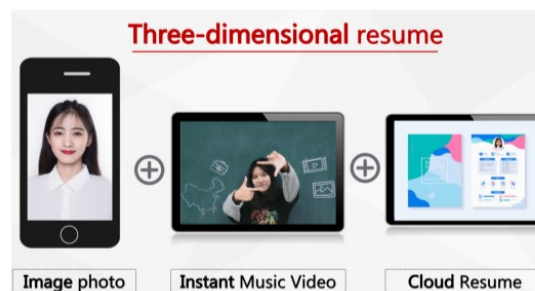 Three-dimensional resume
Image photo
Instant Music Video
Cloud Resume